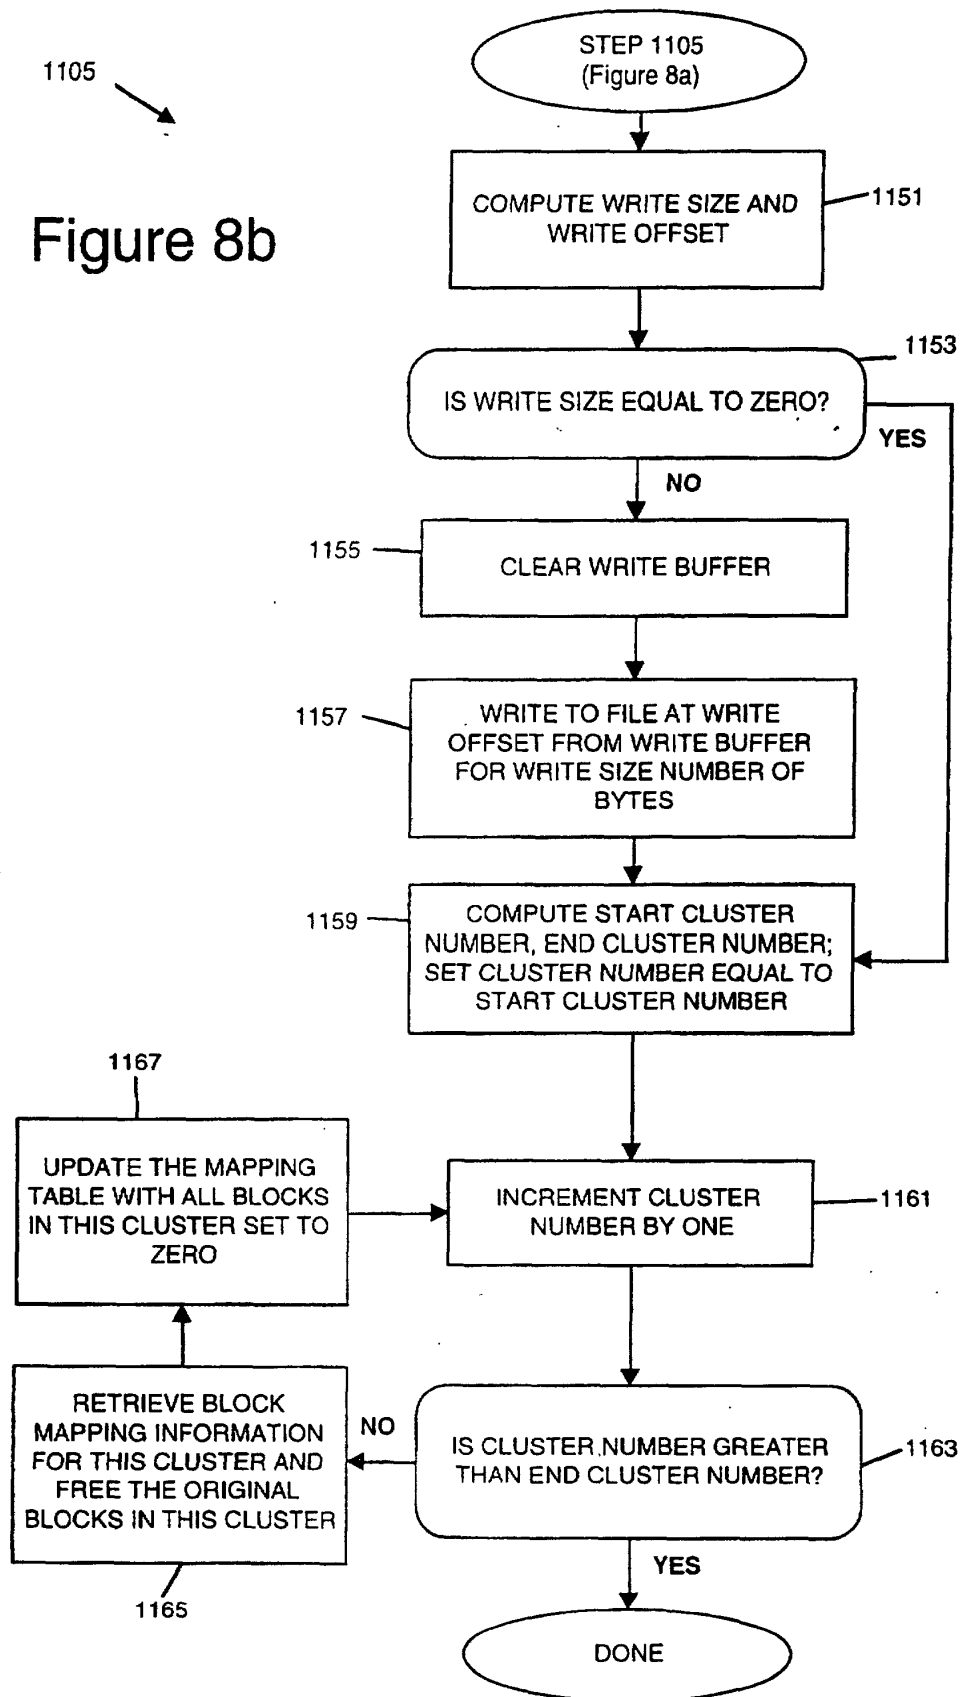 STEP 1105
(Figure 8a)
1105
Figure 8b
COMPUTE WRITE SIZE AND
WRITE OFFSET
1151
1153
IS WRITE SIZE EQUAL TO ZERO?
YES
NO
1155
CLEAR WRITE BUFFER
1157
WRITE TO FILE AT WRITE
OFFSET FROM WRITE BUFFER
FOR WRITE SIZE NUMBER OF
BYTES
1159
COMPUTE START CLUSTER
NUMBER, END CLUSTER NUMBER;
SET CLUSTER NUMBER EQUAL TO
START CLUSTER NUMBER
1167
UPDATE THE MAPPING
TABLE WITH ALL BLOCKS
IN THIS CLUSTER SET TO
ZERO
INCREMENT CLUSTER
NUMBER BY ONE
1161
RETRIEVE BLOCK
MAPPING INFORMATION
FOR THIS CLUSTER AND
FREE THE ORIGINAL
BLOCKS IN THIS CLUSTER
NO
IS CLUSTER NUMBER GREATER
THAN END CLUSTER NUMBER?
1163
1165
YES
DONE